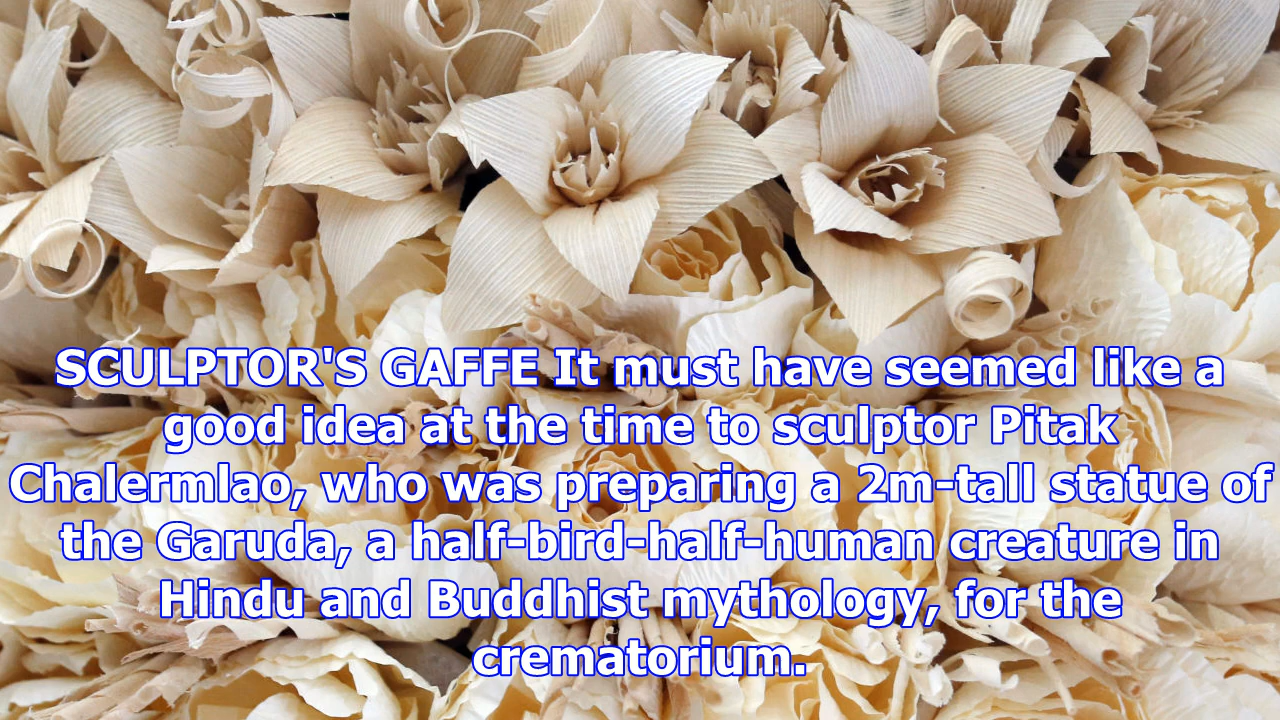 SCULPTOR'S GAFFE It must have seemed like a
good idea at the time to sculptor Pitak
Chalermlao, who was preparing a 2m-tall statue of
the Garuda, a half-bird-half-human creature in
Hindu and Buddhist mythology, for the
crematorium.